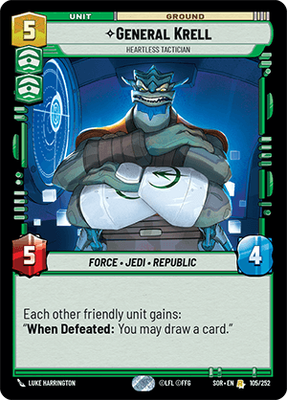 UNIT GROUND
5 ✧GENERAL KRELL
HEARTLESS TACTICIAN
5 4
FORCE • JEDI • REPUBLIC
Each other friendly unit gains:
“When Defeated: You may draw a card.”
LUKE HARRINGTON ©LFL ©FFG SOR • EN R 105/252